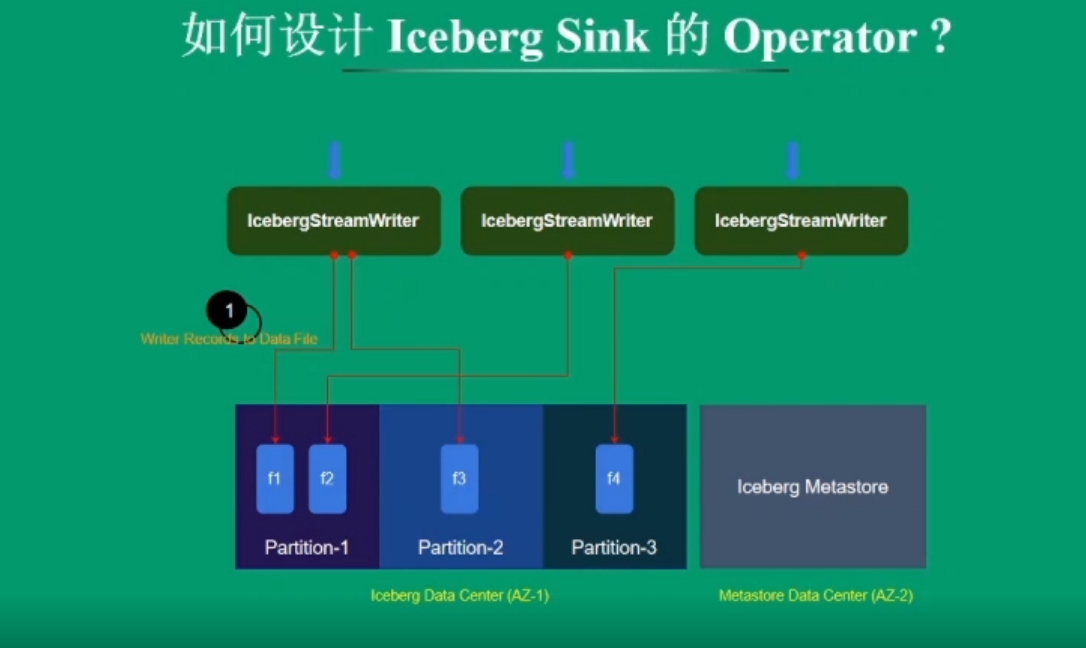 如何设计 Iceberg Sink 的 Operator ?
IcebergStreamWriter
IcebergStreamWriter
IcebergStreamWriter
1
Writer Records to Data File
f1
f2
f3
f4
Iceberg Metastore
Partition-1
Partition-2
Partition-3
Iceberg Data Center (AZ-1)
Metastore Data Center (AZ-2)